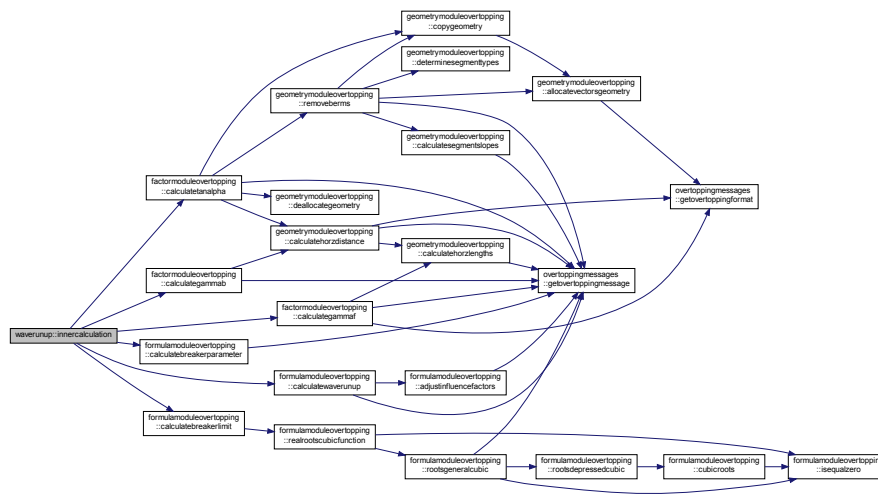 geometrymoduleovertopping
::copygeometry
geometrymoduleovertopping
::determinesegmenttypes
geometrymoduleovertopping
::allocatevectorsgeometry
geometrymoduleovertopping
::removeberms
geometrymoduleovertopping
::calculatesegmentslopes
factormoduleovertopping
::calculatetanalpha
geometrymoduleovertopping
::deallocategeometry
overtoppingmessages
::getovertoppingformat
geometrymoduleovertopping
::calculatehorzdistance
geometrymoduleovertopping
::calculatehorzlengths
factormoduleovertopping
::calculategammab
overtoppingmessages
::getovertoppingmessage
factormoduleovertopping
::calculategammaf
waverunup::innercalculation
formulamoduleovertopping
::calculatebreakerparameter
formulamoduleovertopping
::calculatewaverunup
formulamoduleovertopping
::adjustinfluencefactors
formulamoduleovertopping
::calculatebreakerlimit
formulamoduleovertopping
::realrootscubicfunction
formulamoduleovertopping
::rootsgeneralcubic
formulamoduleovertopping
::rootsdepressedcubic
formulamoduleovertopping
::cubicroots
formulamoduleovertoppin
::isequalzero